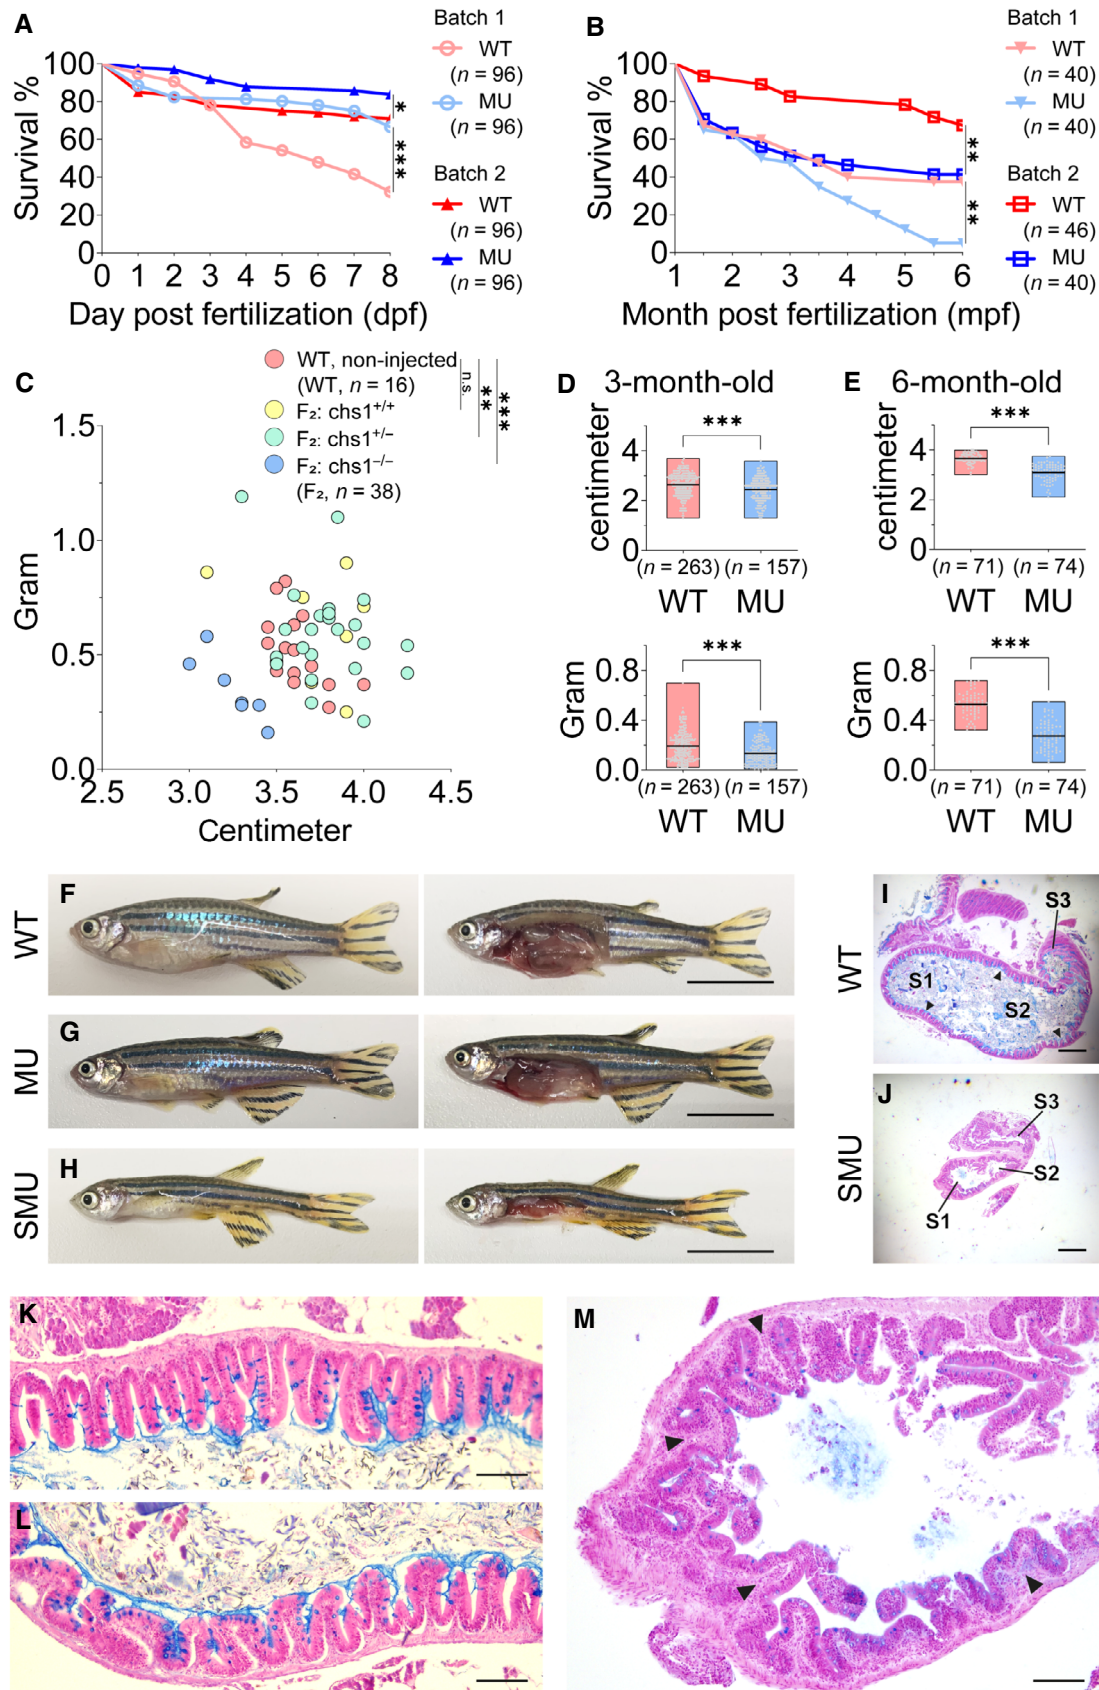 A
Batch 1
WT
(n = 96)
MU
(n = 96)
Batch 2
WT
(n = 96)
MU
(n = 96)
100
80
60
40
20
0
Survival %
0 1 2 3 4 5 6 7 8
Day post fertilization (dpf)
*
***
B
Batch 1
WT
(n = 40)
MU
(n = 40)
Batch 2
WT
(n = 46)
MU
(n = 40)
100
80
60
40
20
0
Survival %
1 2 3 4 5 6
Month post fertilization (mpf)
**
**
C
WT, non-injected
(WT, n = 16)
F₂: chs1+/+
F₂: chs1+/−
F₂: chs1−/−
(F₂, n = 38)
n.s.
**
***
1.5
1.0
0.5
0.0
Gram
2.5 3.0 3.5 4.0 4.5
Centimeter
D 3-month-old
***
centimeter
4
2
0
(n = 263) (n = 157)
WT MU
***
Gram
0.8
0.4
0.0
(n = 263) (n = 157)
WT MU
E 6-month-old
***
centimeter
4
2
0
(n = 71) (n = 74)
WT MU
***
Gram
0.8
0.4
0.0
(n = 71) (n = 74)
WT MU
WT
F
MU
G
SMU
H
WT
I
S1
S2
S3
SMU
J
S3
S2
S1
K
L
M